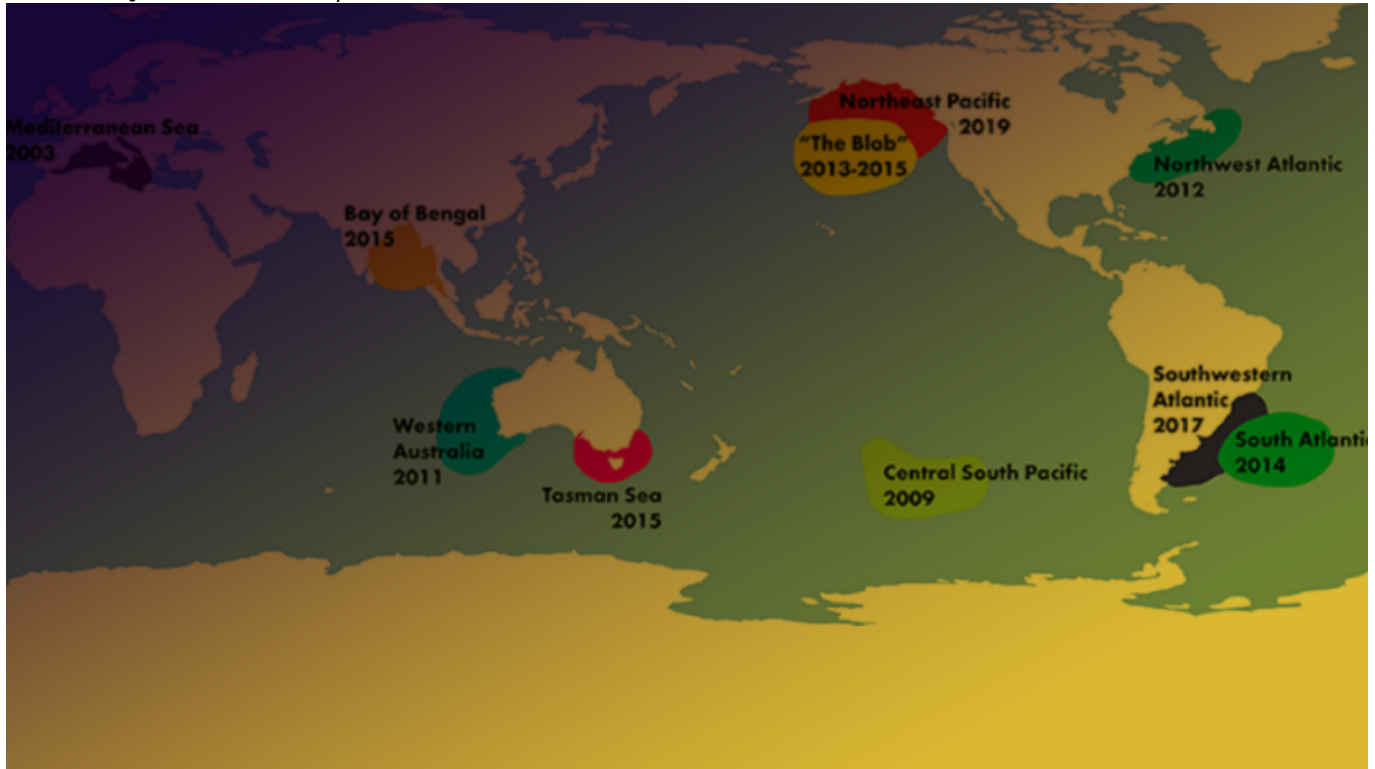 Mediterranean Sea
2003
Bay of Bengal
2015
Northeast Pacific
2019
"The Blob"
2013-2015
Northwest Atlantic
2012
Western
Australia
2011
Tasman Sea
2015
Central South Pacific
2009
Southwestern
Atlantic
2017
South Atlantic
2014